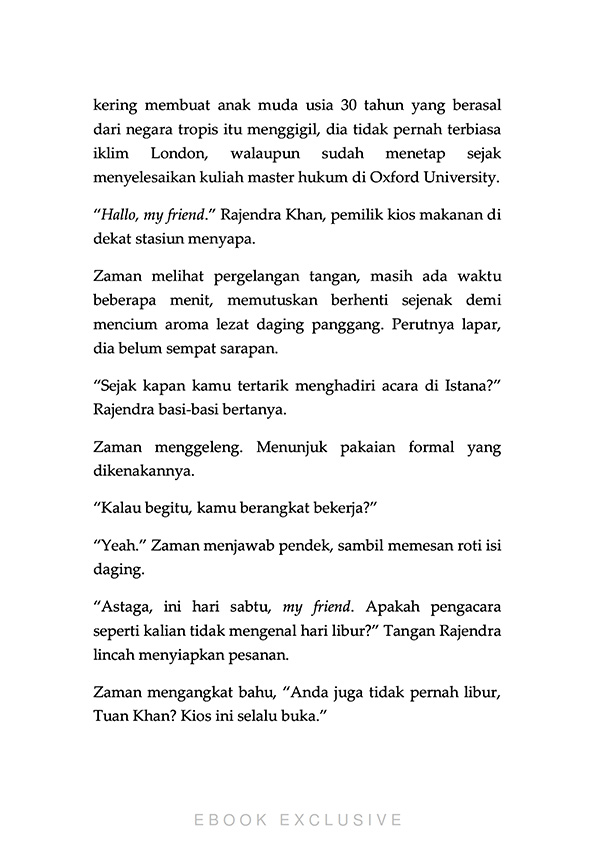 kering membuat anak muda usia 30 tahun yang berasal
dari negara tropis itu menggigil, dia tidak pernah terbiasa
iklim London, walaupun sudah menetap sejak
menyelesaikan kuliah master hukum di Oxford University.
“Hallo, my friend.” Rajendra Khan, pemilik kios makanan di
dekat stasiun menyapa.
Zaman melihat pergelangan tangan, masih ada waktu
beberapa menit, memutuskan berhenti sejenak demi
mencium aroma lezat daging panggang. Perutnya lapar,
dia belum sempat sarapan.
“Sejak kapan kamu tertarik menghadiri acara di Istana?”
Rajendra basi-basi bertanya.
Zaman menggeleng. Menunjuk pakaian formal yang
dikenakannya.
“Kalau begitu, kamu berangkat bekerja?”
“Yeah.” Zaman menjawab pendek, sambil memesan roti isi
daging.
“Astaga, ini hari sabtu, my friend. Apakah pengacara
seperti kalian tidak mengenal hari libur?” Tangan Rajendra
lincah menyiapkan pesanan.
Zaman mengangkat bahu, “Anda juga tidak pernah libur,
Tuan Khan? Kios ini selalu buka.”
EBOOK EXCLUSIVE